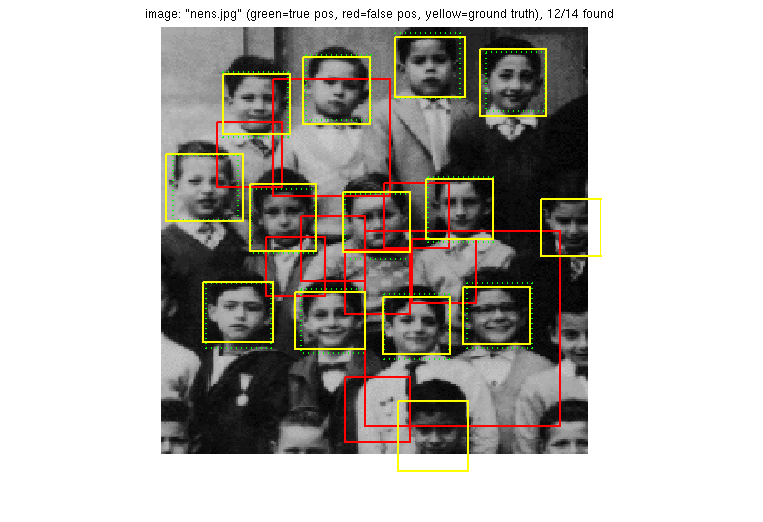 image: "nens.jpg" (green=true pos, red=false pos, yellow=ground truth), 12/14 found